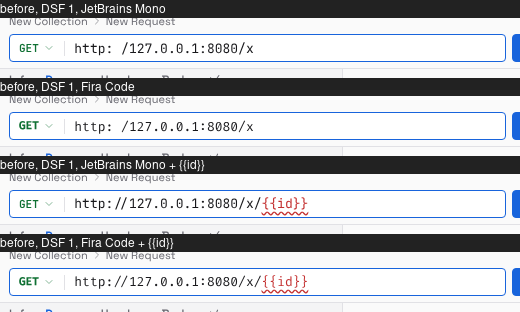 before, DSF 1, JetBrains Mono
New Collection > New Request
GET http: /127.0.0.1:8080/x
before, DSF 1, Fira Code
New Collection > New Request
GET http: /127.0.0.1:8080/x
before, DSF 1, JetBrains Mono + {{id}}
New Collection > New Request
GET http://127.0.0.1:8080/x/{{id}}
before, DSF 1, Fira Code + {{id}}
New Collection > New Request
GET http://127.0.0.1:8080/x/{{id}}